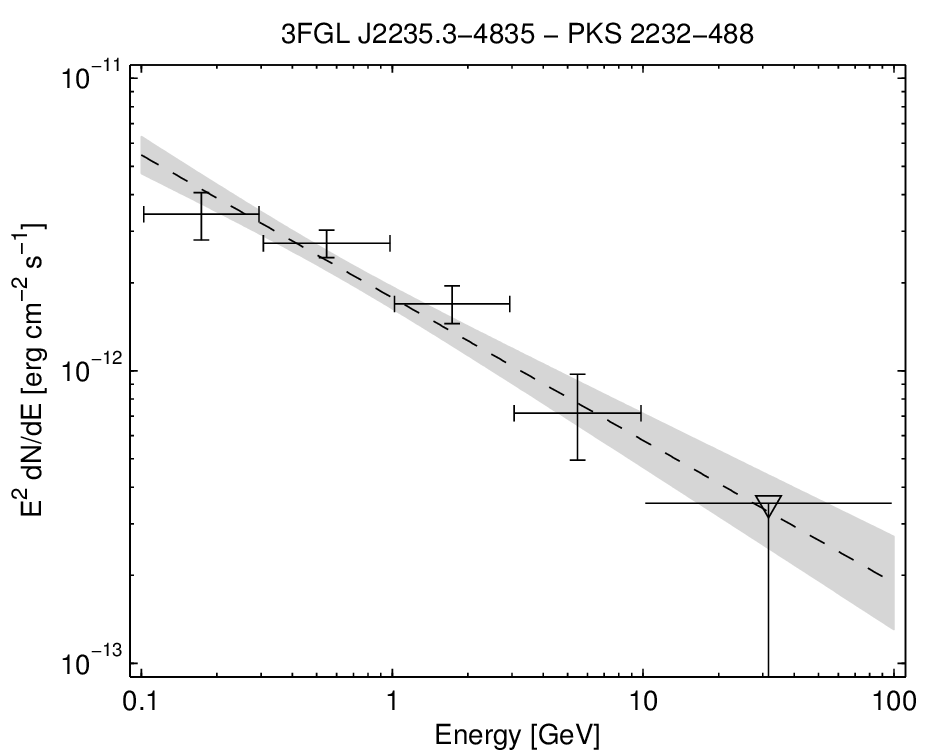 3FGL J2235.3−4835 − PKS 2232−488
10⁻¹¹
10⁻¹²
10⁻¹³
E² dN/dE [erg cm⁻² s⁻¹]
0.1 1 10 100
Energy [GeV]